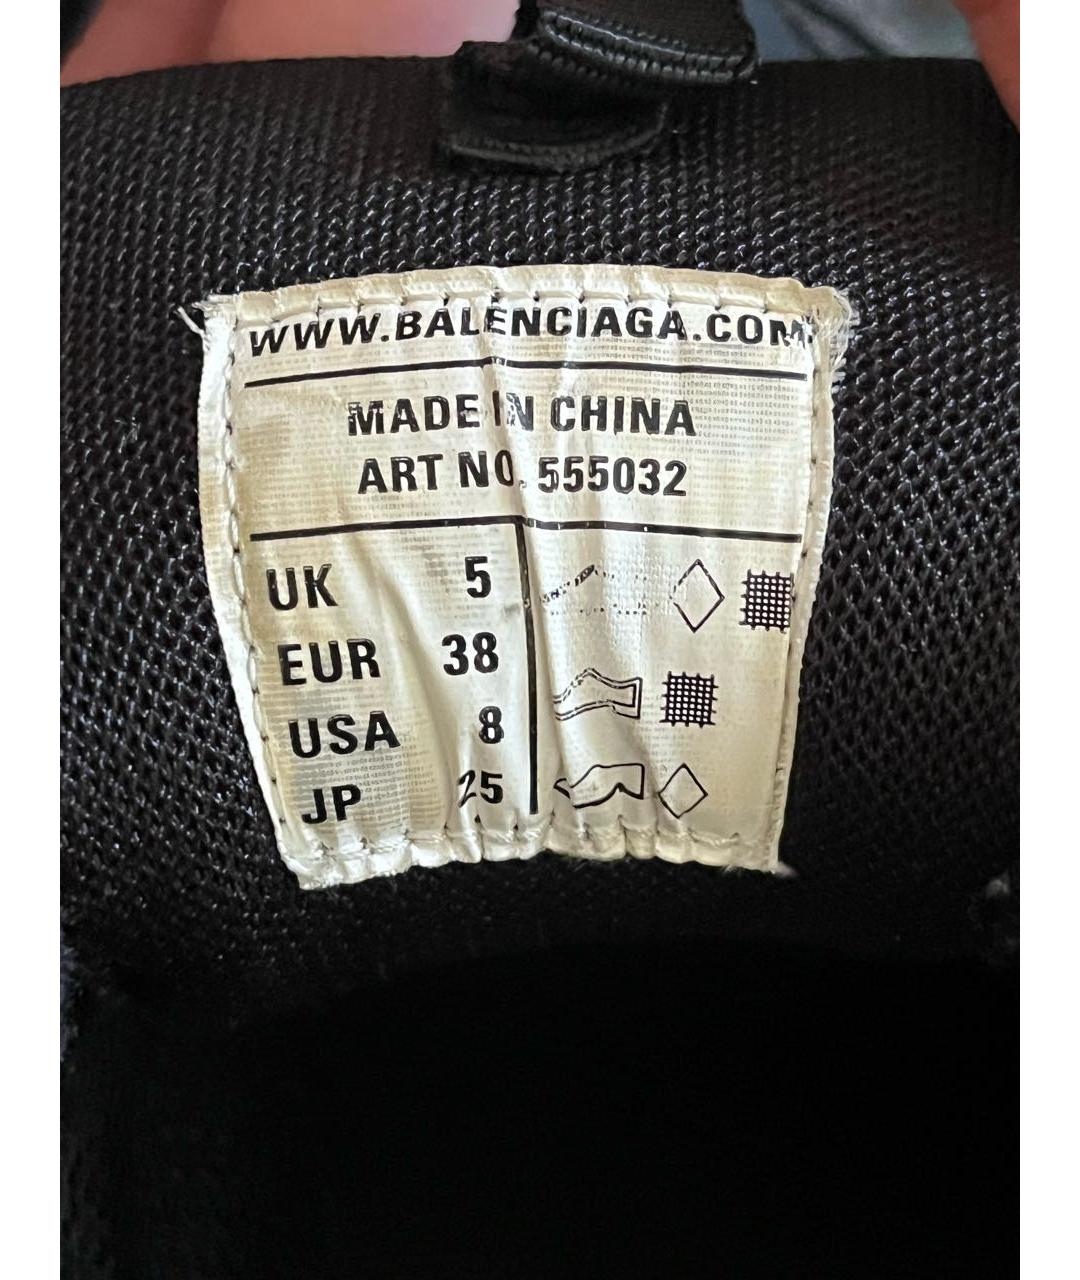 WWW.BALENCIAGA.COM
MADE IN CHINA
ART NO. 555032
UK 5
EUR 38
USA 8
JP 25